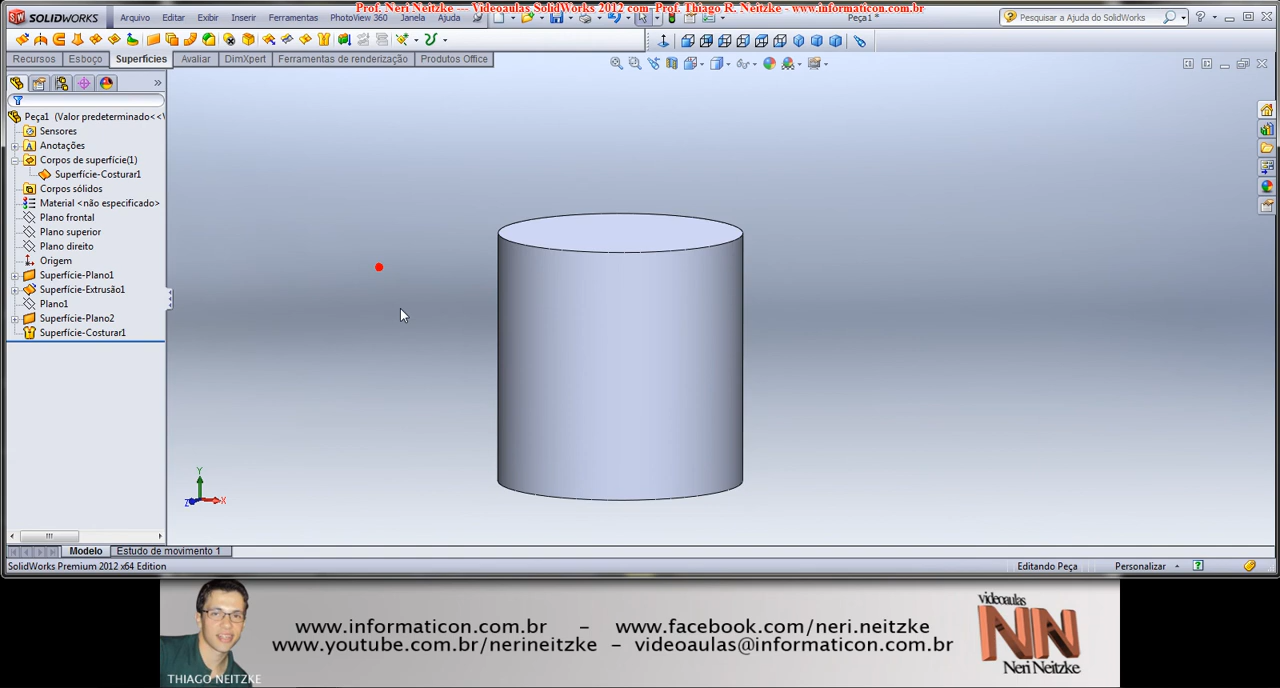 Prof. Neri Neitzke --- Videoaulas SolidWorks 2012 com Prof. Thiago R. Neitzke - www.informaticon.com.br
SOLIDWORKS Arquivo Editar Exibir Inserir Ferramentas PhotoView 360 Janela Ajuda Peça1 * Pesquisar a Ajuda do SolidWorks
Recursos Esboço Superfícies Avaliar DimXpert Ferramentas de renderização Produtos Office
Peça1 (Valor predeterminado<<
Sensores
Anotações
Corpos de superfície(1)
Superfície-Costurar1
Corpos sólidos
Material <não especificado>
Plano frontal
Plano superior
Plano direito
Origem
Superfície-Plano1
Superfície-Extrusão1
Plano1
Superfície-Plano2
Superfície-Costurar1
Y
Z X
Modelo Estudo de movimento 1
SolidWorks Premium 2012 x64 Edition Editando Peça Personalizar
www.informaticon.com.br - www.facebook.com/neri.neitzke
www.youtube.com.br/nerineitzke - videoaulas@informaticon.com.br
THIAGO NEITZKE
videoaulas
NN
Neri Neitzke